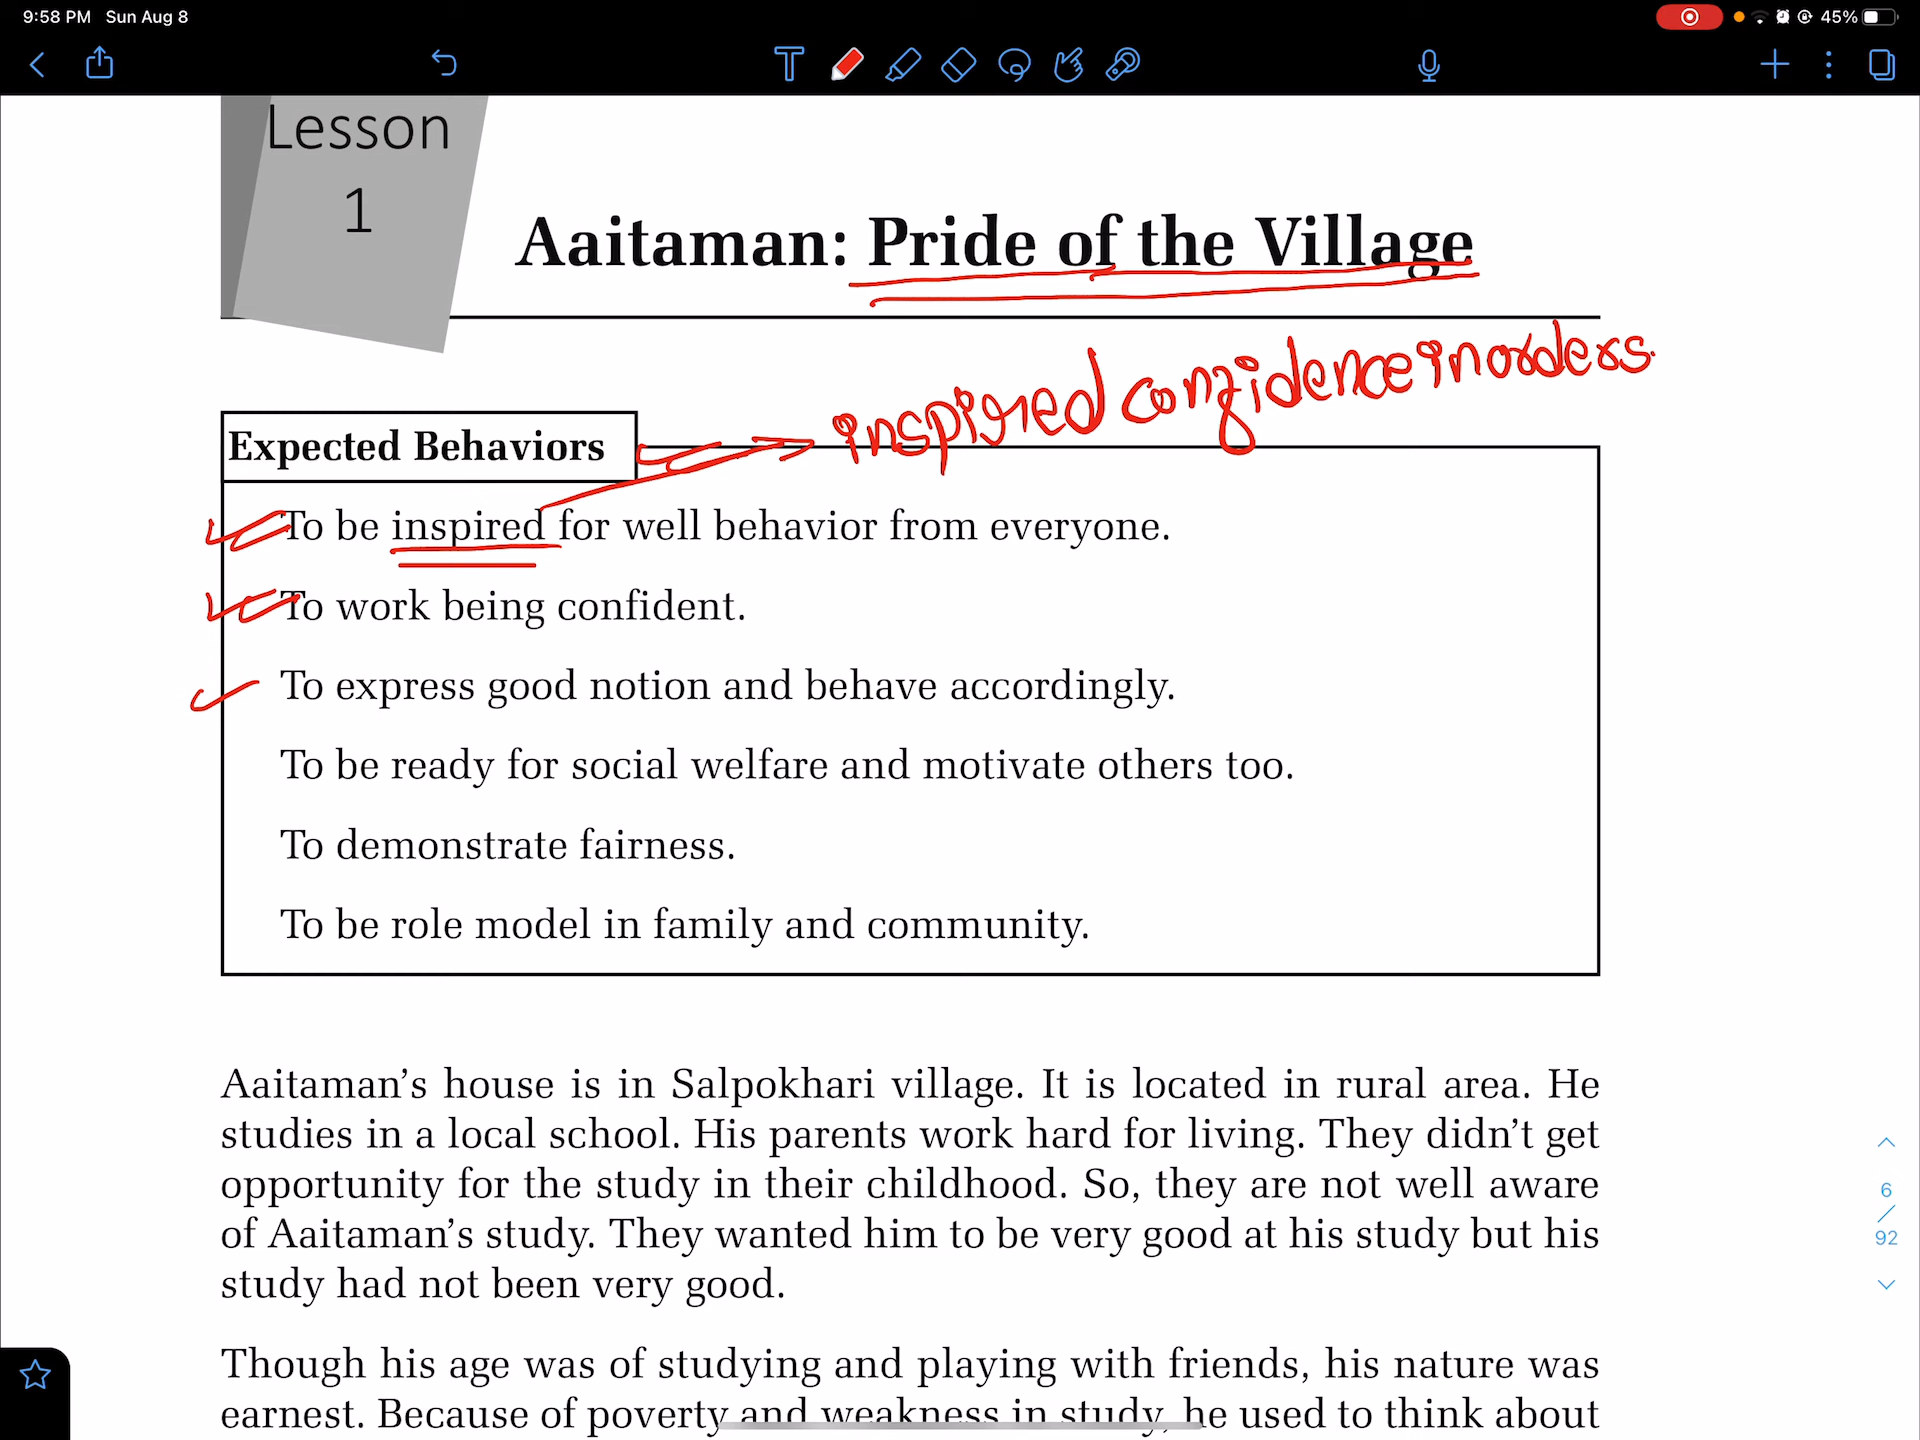 9:58 PM Sun Aug 8
45%
Lesson
1
Aaitaman: Pride of the Village
inspired confidence in orders.
Expected Behaviors
To be inspired for well behavior from everyone.
To work being confident.
To express good notion and behave accordingly.
To be ready for social welfare and motivate others too.
To demonstrate fairness.
To be role model in family and community.
Aaitaman’s house is in Salpokhari village. It is located in rural area. He
studies in a local school. His parents work hard for living. They didn’t get
opportunity for the study in their childhood. So, they are not well aware
of Aaitaman’s study. They wanted him to be very good at his study but his
study had not been very good.
6
/
92
Though his age was of studying and playing with friends, his nature was
earnest. Because of poverty and weakness in study, he used to think about